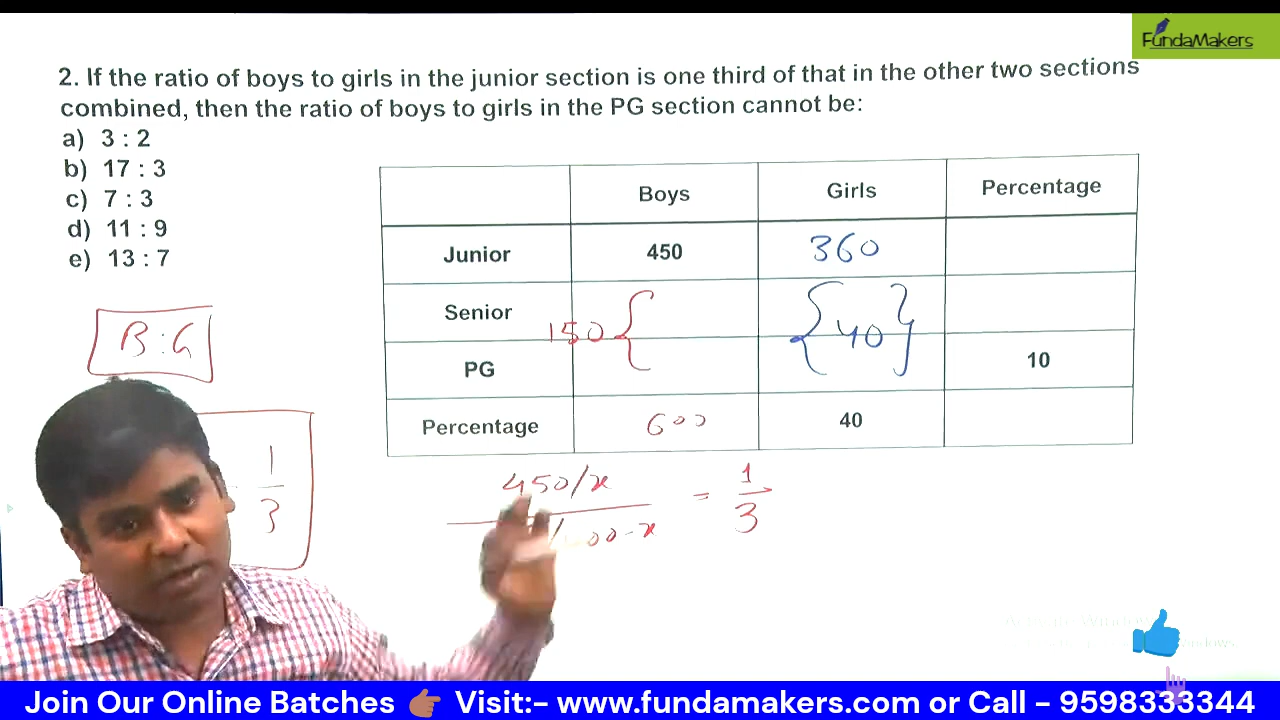 FundaMakers
2. If the ratio of boys to girls in the junior section is one third of that in the other two sections
combined, then the ratio of boys to girls in the PG section cannot be:
a) 3 : 2
b) 17 : 3
c) 7 : 3
d) 11 : 9
e) 13 : 7
Boys Girls Percentage
Junior 450 360
Senior
150 40
PG 10
Percentage 600 40
B:G
1
3
450/x = 1/3
00-x
Join Our Online Batches Visit:- www.fundamakers.com or Call – 9598333344